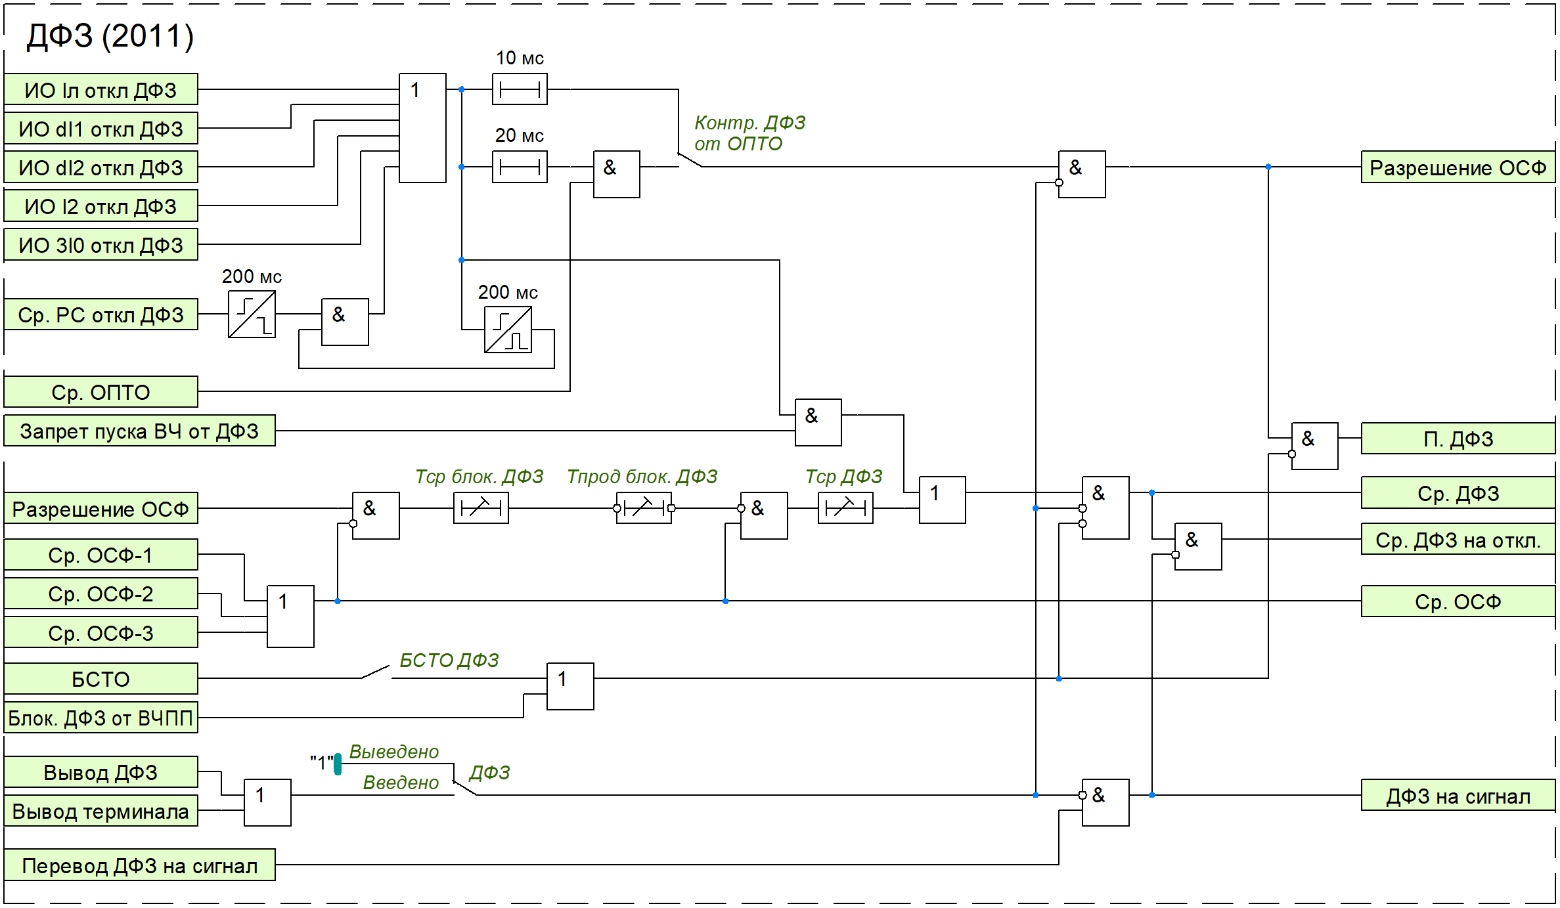 ДФЗ (2011)
10 мс
ИО Iл откл ДФЗ
1
Контр. ДФЗ
от ОПТО
ИО dI1 откл ДФЗ
20 мс
ИО dI2 откл ДФЗ
&
&
Разрешение ОСФ
ИО I2 откл ДФЗ
ИО 3I0 откл ДФЗ
200 мс
200 мс
Ср. РС откл ДФЗ
&
Ср. ОПТО
&
Запрет пуска ВЧ от ДФЗ
&
П. ДФЗ
Тср блок. ДФЗ
Тпрод блок. ДФЗ
Тср ДФЗ
1
&
Ср. ДФЗ
Разрешение ОСФ
&
&
Ср. ОСФ-1
&
Ср. ДФЗ на откл.
Ср. ОСФ-2
1
Ср. ОСФ
Ср. ОСФ-3
БСТО
БСТО ДФЗ
1
Блок. ДФЗ от ВЧПП
"1"
Выведено
Вывод ДФЗ
Введено
ДФЗ
1
&
ДФЗ на сигнал
Вывод терминала
Перевод ДФЗ на сигнал